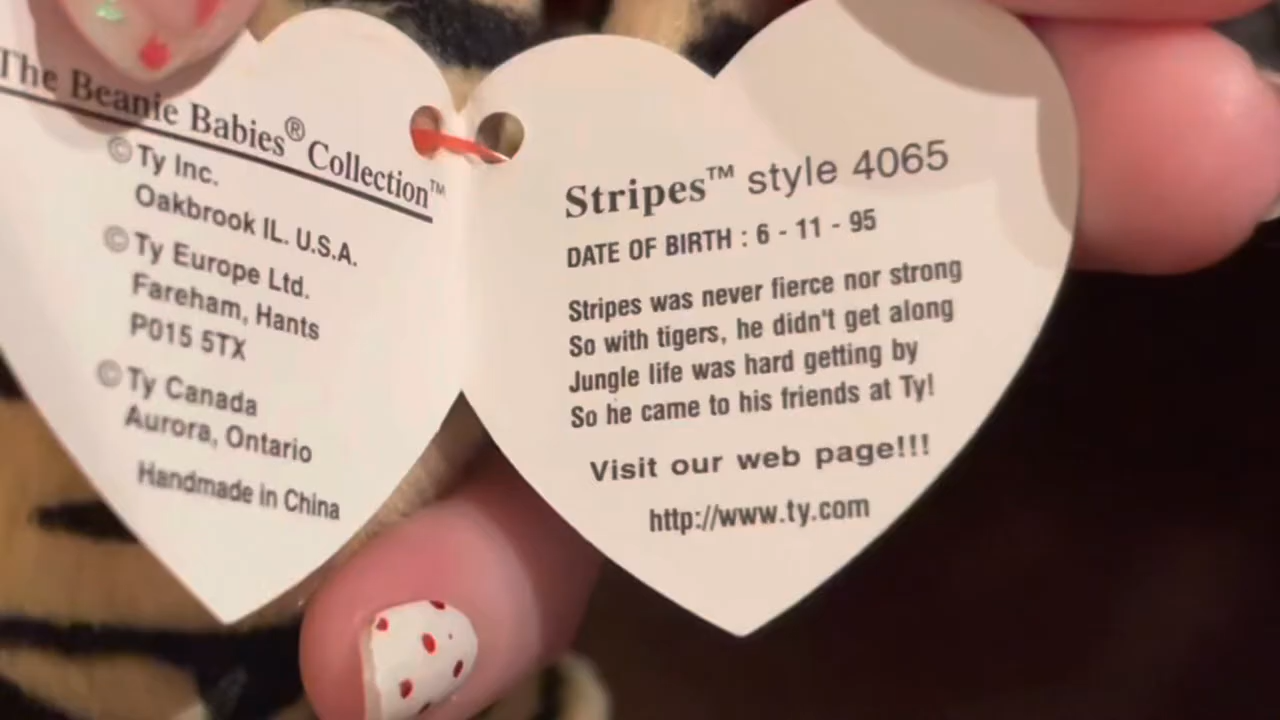 The Beanie Babies® Collection™
© Ty Inc.
Oakbrook IL. U.S.A.
© Ty Europe Ltd.
Fareham, Hants
P015 5TX
© Ty Canada
Aurora, Ontario
Handmade in China
Stripes™ style 4065
DATE OF BIRTH : 6 - 11 - 95
Stripes was never fierce nor strong
So with tigers, he didn't get along
Jungle life was hard getting by
So he came to his friends at Ty!
Visit our web page!!!
http://www.ty.com